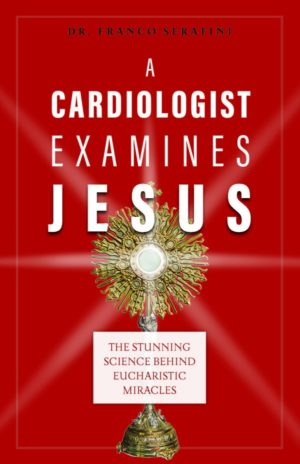 DR. FRANCO SERAFINI
A
CARDIOLOGIST
EXAMINES
JESUS
THE STUNNING
SCIENCE BEHIND
EUCHARISTIC
MIRACLES